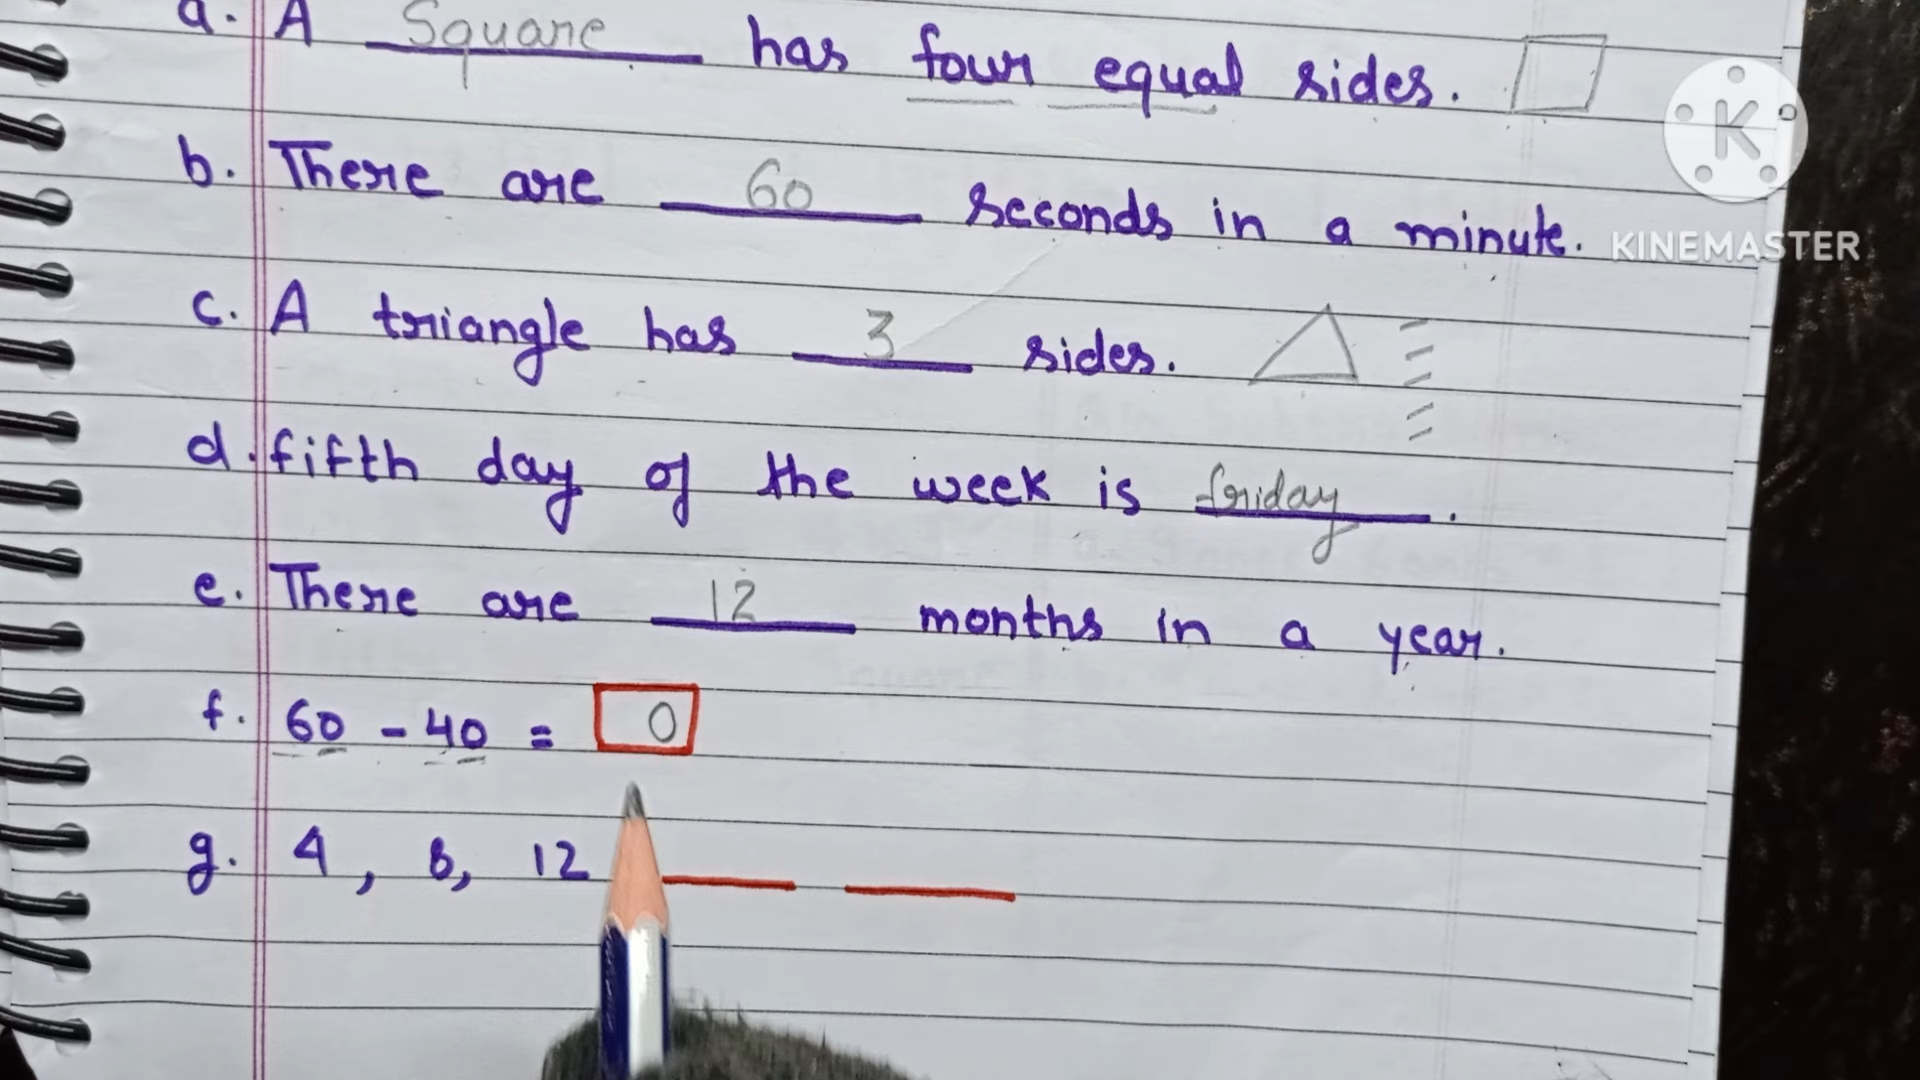 a. A Square has four equal sides.
K
b. There are 60 seconds in a minute.
KINEMASTER
c. A triangle has 3 sides.
d. fifth day of the week is friday.
e. There are 12 months in a year.
f. 60 - 40 = 0
g. 4, 8, 12